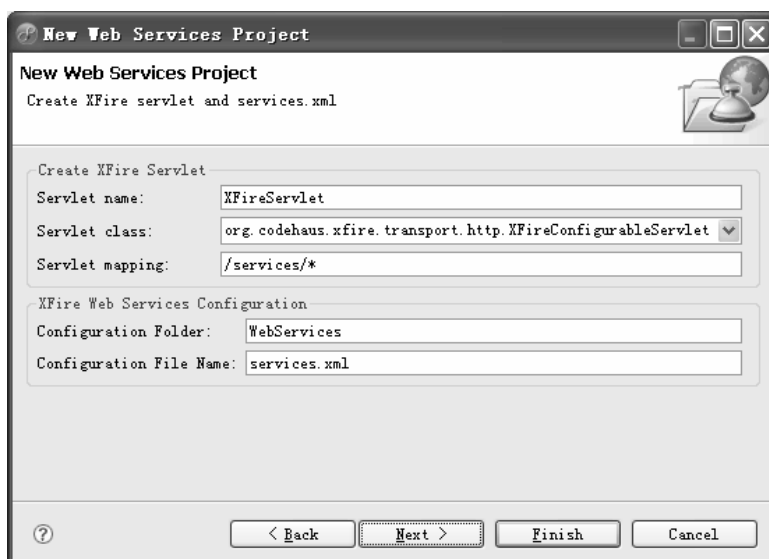 New Web Services Project
New Web Services Project
Create XFire servlet and services.xml
Create XFire Servlet
Servlet name: XFireServlet
Servlet class: org.codehaus.xfire.transport.http.XFireConfigurableServlet
Servlet mapping: /services/*
XFire Web Services Configuration
Configuration Folder: WebServices
Configuration File Name: services.xml
? < Back Next > Finish Cancel